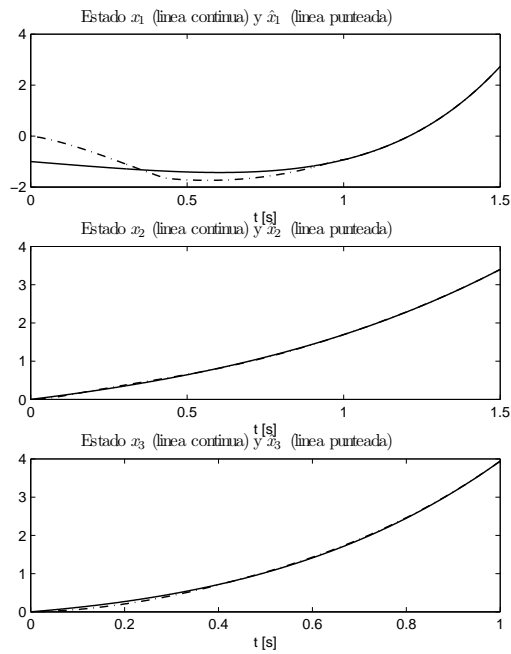 Estado x₁ (linea continua) y x̂₁ (linea punteada)
4
2
0
−2
0 0.5 1 1.5
t [s]
Estado x₂ (linea continua) y x̂₂ (linea punteada)
4
3
2
1
0
0 0.5 1 1.5
t [s]
Estado x₃ (linea continua) y x̂₃ (linea punteada)
4
3
2
1
0
0 0.2 0.4 0.6 0.8 1
t [s]